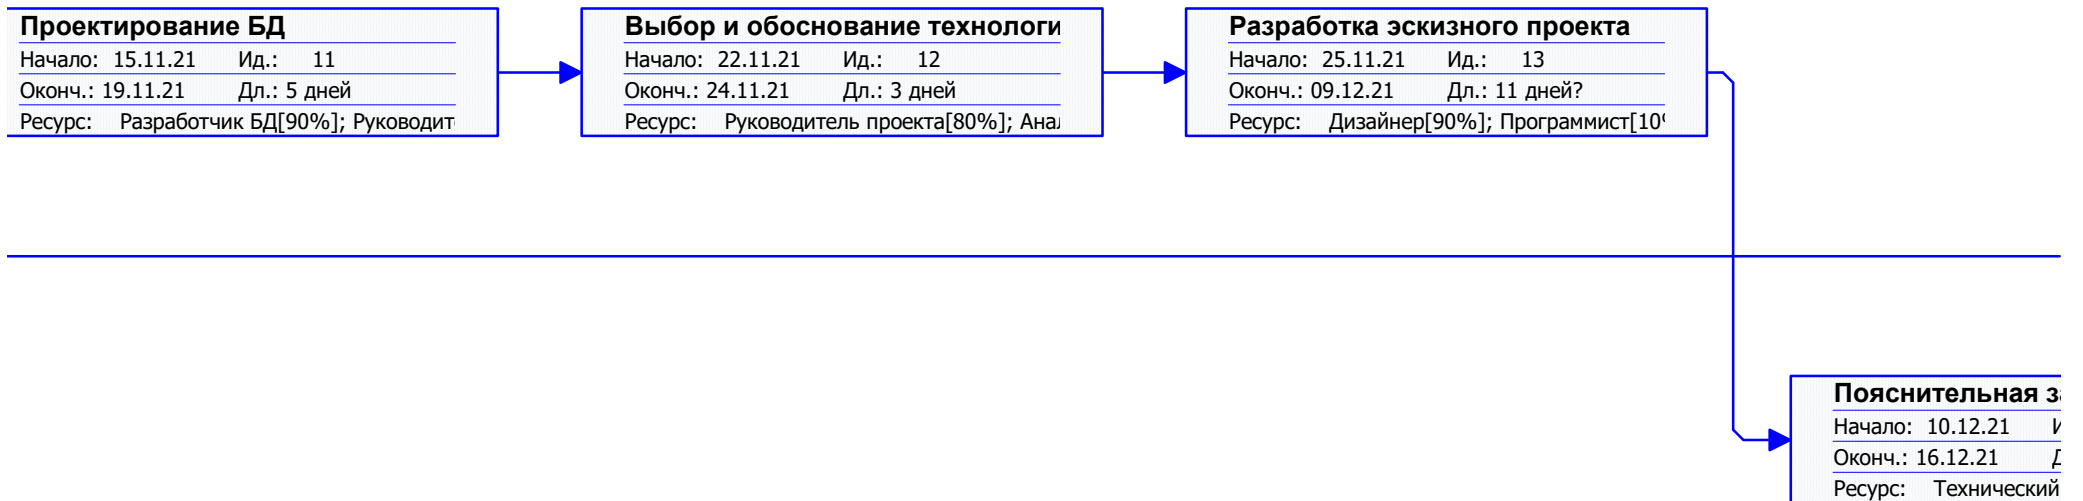 Проектирование БД
Начало: 15.11.21 Ид.: 11
Оконч.: 19.11.21 Дл.: 5 дней
Ресурс: Разработчик БД[90%]; Руководит
Выбор и обоснование технологи
Начало: 22.11.21 Ид.: 12
Оконч.: 24.11.21 Дл.: 3 дней
Ресурс: Руководитель проекта[80%]; Анал
Разработка эскизного проекта
Начало: 25.11.21 Ид.: 13
Оконч.: 09.12.21 Дл.: 11 дней?
Ресурс: Дизайнер[90%]; Программист[10%
Пояснительная з
Начало: 10.12.21
Оконч.: 16.12.21
Ресурс: Технический